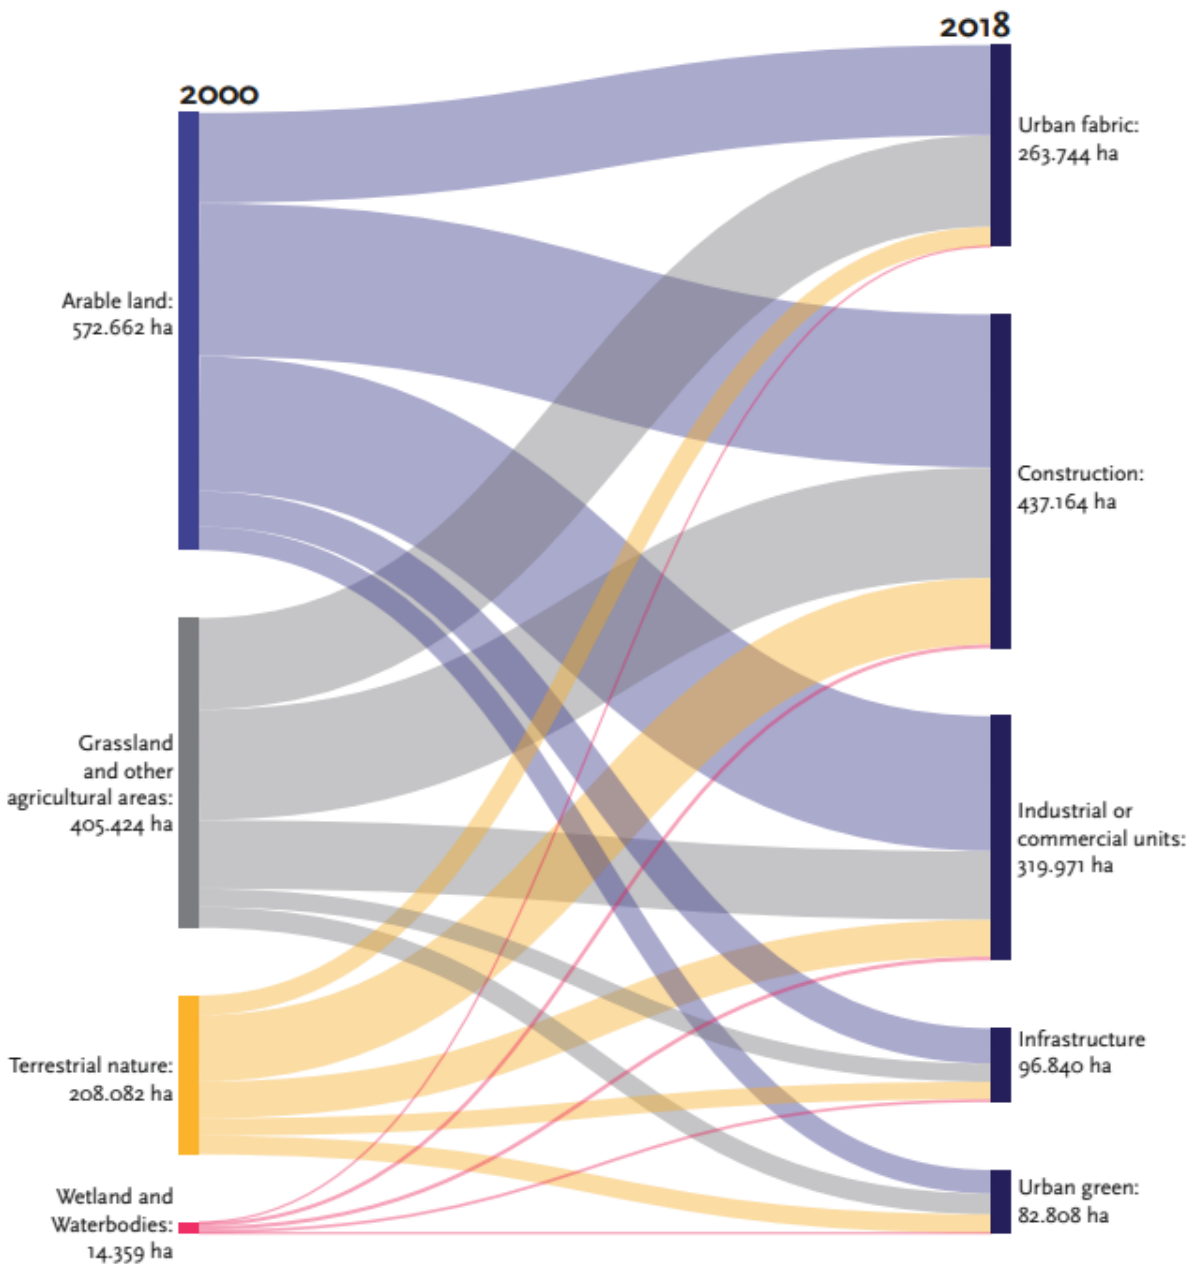 2000
2018
Arable land:
572.662 ha
Grassland
and other
agricultural areas:
405.424 ha
Terrestrial nature:
208.082 ha
Wetland and
Waterbodies:
14.359 ha
Urban fabric:
263.744 ha
Construction:
437.164 ha
Industrial or
commercial units:
319.971 ha
Infrastructure
96.840 ha
Urban green:
82.808 ha